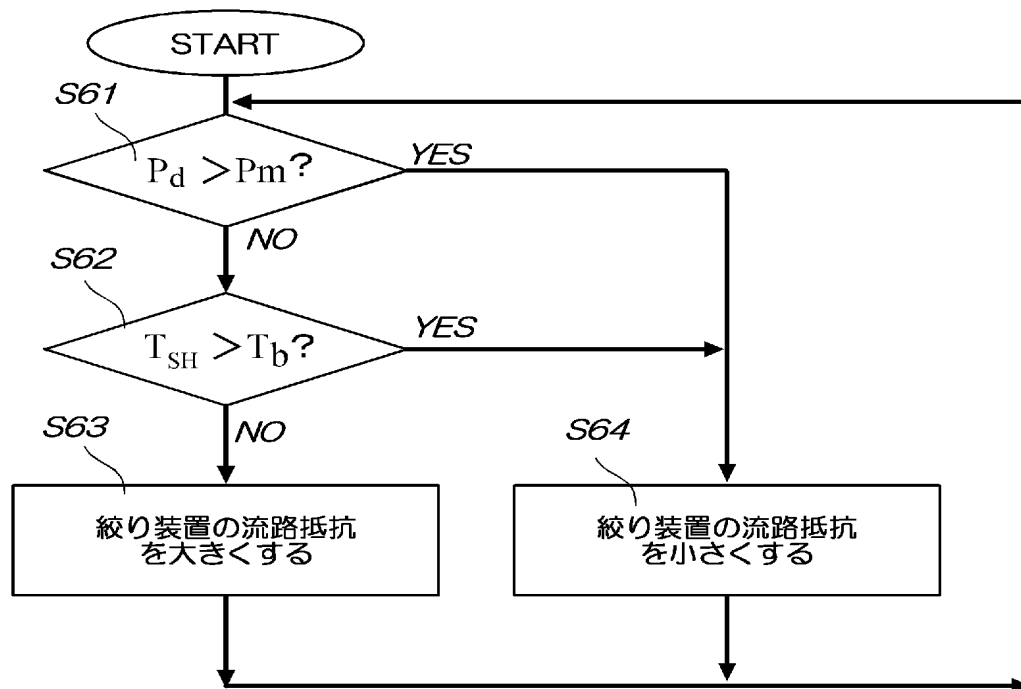 START
S61
Pd >Pm?
YES
NO
S62
TSH >Tb?
YES
NO
S63
絞り装置の流路抵抗
を大きくする
S64
絞り装置の流路抵抗
を小さくする